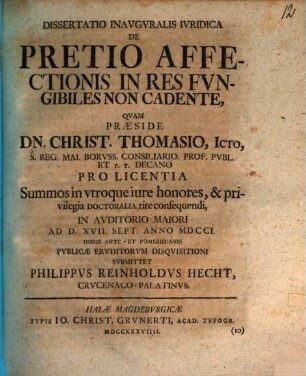 DISSERTATIO INAVGVRALIS IVRIDICA
DE
PRETIO AFFE-
CTIONIS IN RES FVN-
GIBILES NON CADENTE,
QVAM
PRÆSIDE
DN. CHRIST. THOMASIO, ICto,
S. REG. MAI. BORVSS. CONSILIARIO. PROF. PVBL.
ET P. T. DECANO
PRO LICENTIA
Summos in vtroque iure honores, & pri-
vilegia DOCTORALIA, rite consequendi,
IN AVDITORIO MAIORI
AD D. XVII. SEPT. ANNO MDCCI.
HORIS ANTE- ET POMERIDIANIS
PVBLICÆ ERVDITORVM DISQVISITIONI
SVBMITTET
PHILIPPVS REINHOLDVS HECHT,
CRVCENACO-PALATINVS.
HALÆ MAGDEBVRGICÆ
TYPIS IO. CHRIST. GRVNERTI, ACAD. TYPOGR.
MDCCXXXVIIII.
(10)